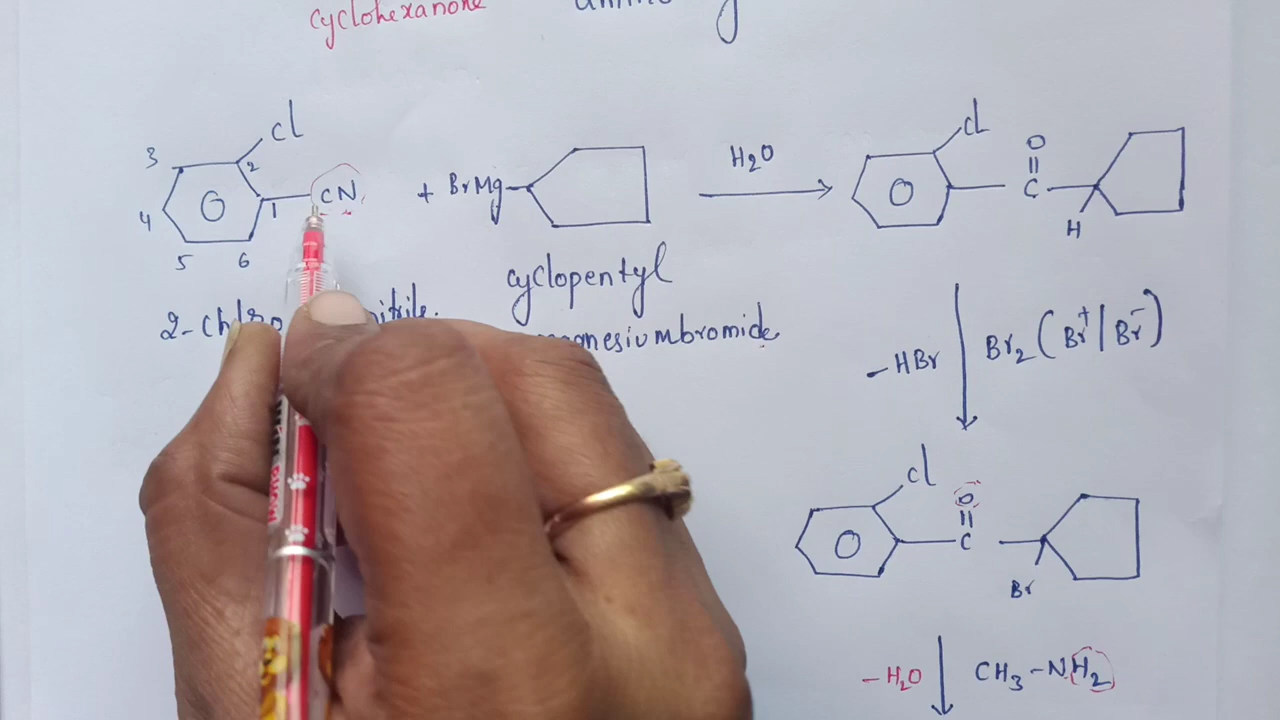 cyclohexanone
Cl
3 2
CN
4 1
5 6
+ BrMg
H2O
Cl
O
C
H
2-chloro nitrile.
cyclopentyl
magnesiumbromide
-HBr
Br2 (Br+/Br-)
Cl
O
C
Br
-H2O
CH3-NH2